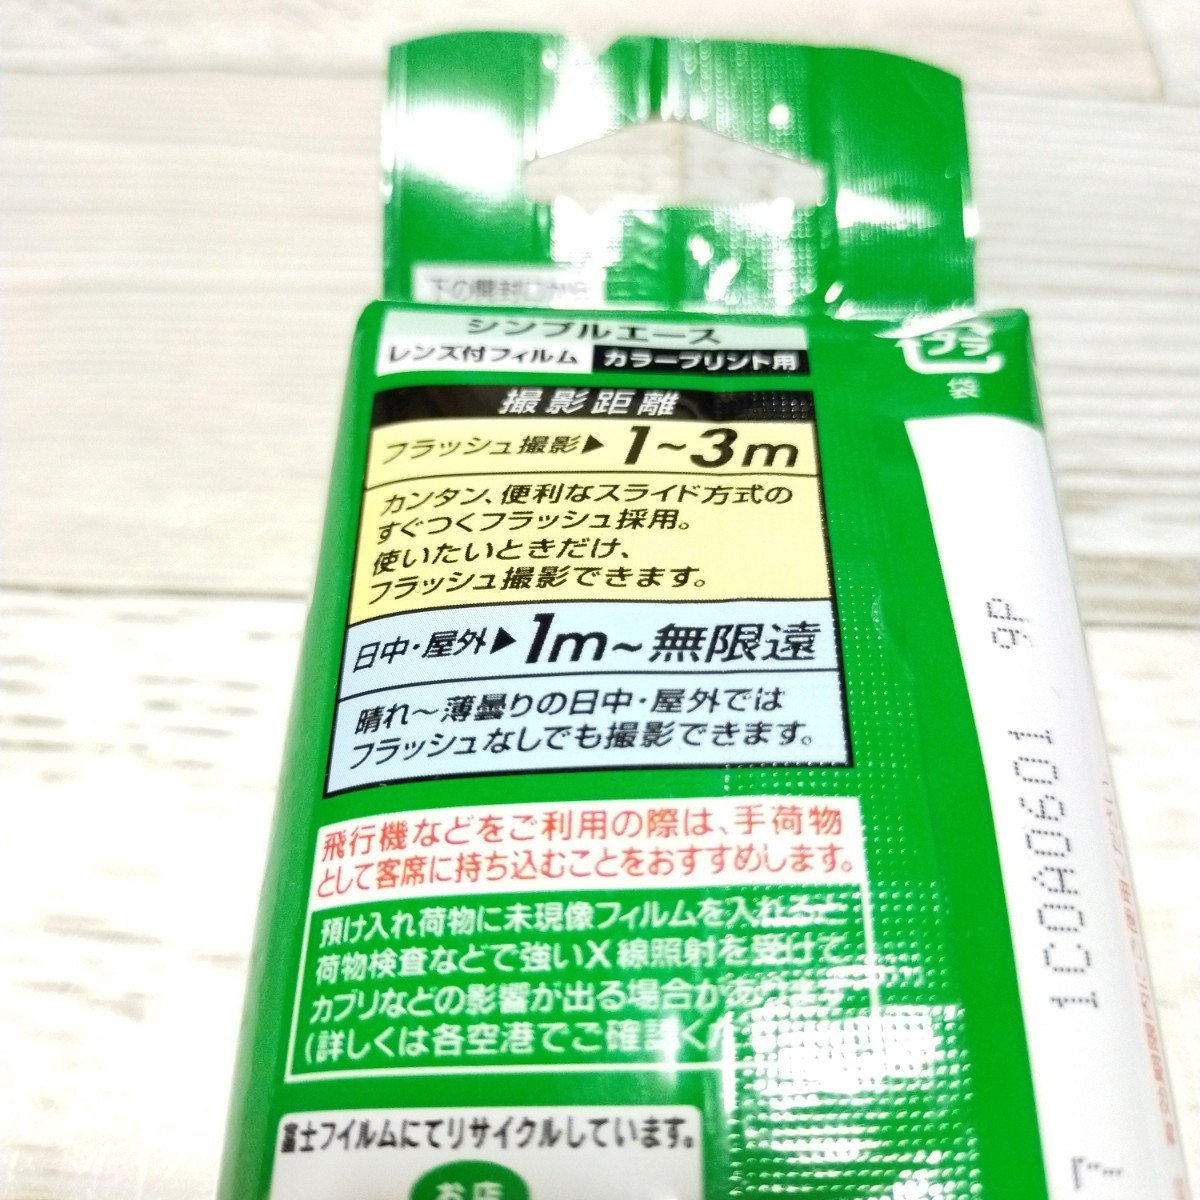 下の開封口から
シンプルエース
レンズ付フィルム カラープリント用
プラ
袋
撮影距離
フラッシュ撮影▶1~3m
カンタン、便利なスライド方式の
すぐつくフラッシュ採用。
使いたいときだけ、
フラッシュ撮影できます。
日中・屋外▶1m~無限遠
晴れ~薄曇りの日中・屋外では
フラッシュなしでも撮影できます。
飛行機などをご利用の際は、手荷物
として客席に持ち込むことをおすすめします。
預け入れ荷物に未現像フィルムを入れると
荷物検査などで強いX線照射を受けて
カブリなどの影響が出る場合があります
(詳しくは各空港でご確認くだ
富士フイルムにてリサイクルしています。
お店
1C0A0601 9P